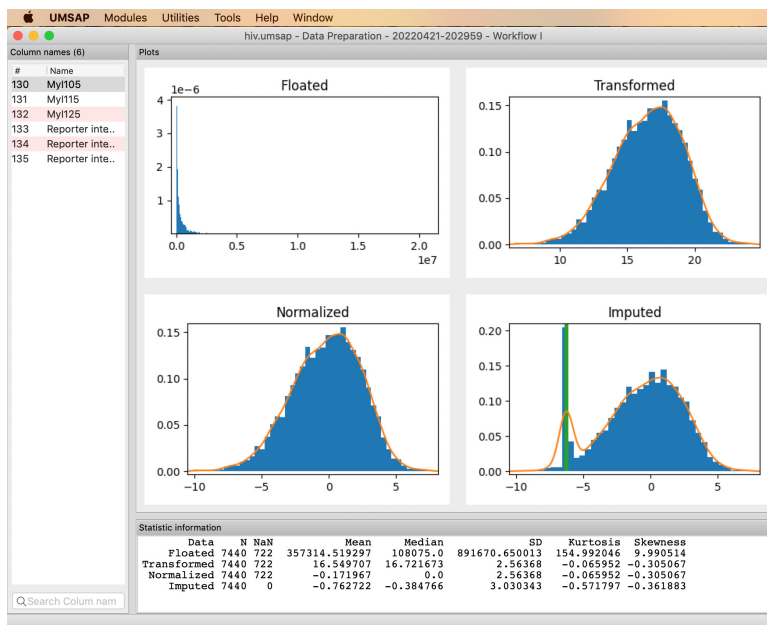 UMSAP Modules Utilities Tools Help Window
hiv.umsap - Data Preparation - 20220421-202959 - Workflow I
Column names (6)
# Name
130 MyI105
131 MyI115
132 MyI125
133 Reporter inte..
134 Reporter inte..
135 Reporter inte..
Search Colum nam
Plots
1e−6 Floated
4
3
2
1
0.0 0.5 1.0 1.5 2.0
1e7
Transformed
0.15
0.10
0.05
0.00
10 15 20
Normalized
0.15
0.10
0.05
0.00
−10 −5 0 5
Imputed
0.20
0.15
0.10
0.05
0.00
−10 −5 0 5
Statistic information
Data N NaN Mean Median SD Kurtosis Skewness
Floated 7440 722 357314.519297 108075.0 891670.650013 154.992046 9.990514
Transformed 7440 722 16.549707 16.721673 2.56368 -0.065952 -0.305067
Normalized 7440 722 -0.171967 0.0 2.56368 -0.065952 -0.305067
Imputed 7440 0 -0.762722 -0.384766 3.030343 -0.571797 -0.361883